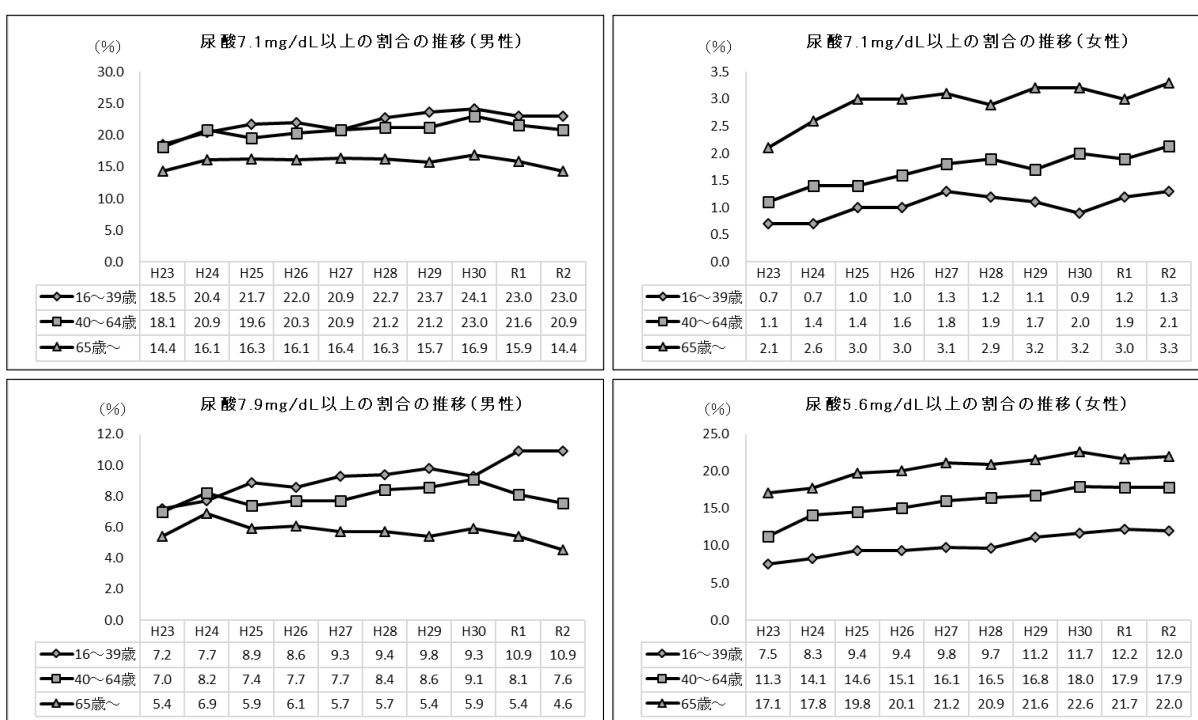 尿酸7.1mg/dL以上の割合の推移(男性)
(%)
30.0
25.0
20.0
15.0
10.0
5.0
0.0
H23 H24 H25 H26 H27 H28 H29 H30 R1 R2
16～39歳 18.5 20.4 21.7 22.0 20.9 22.7 23.7 24.1 23.0 23.0
40～64歳 18.1 20.9 19.6 20.3 20.9 21.2 21.2 23.0 21.6 20.9
65歳～ 14.4 16.1 16.3 16.1 16.4 16.3 15.7 16.9 15.9 14.4
尿酸7.1mg/dL以上の割合の推移(女性)
(%)
3.5
3.0
2.5
2.0
1.5
1.0
0.5
0.0
H23 H24 H25 H26 H27 H28 H29 H30 R1 R2
16～39歳 0.7 0.7 1.0 1.0 1.3 1.2 1.1 0.9 1.2 1.3
40～64歳 1.1 1.4 1.4 1.6 1.8 1.9 1.7 2.0 1.9 2.1
65歳～ 2.1 2.6 3.0 3.0 3.1 2.9 3.2 3.2 3.0 3.3
尿酸7.9mg/dL以上の割合の推移(男性)
(%)
12.0
10.0
8.0
6.0
4.0
2.0
0.0
H23 H24 H25 H26 H27 H28 H29 H30 R1 R2
16～39歳 7.2 7.7 8.9 8.6 9.3 9.4 9.8 9.3 10.9 10.9
40～64歳 7.0 8.2 7.4 7.7 7.7 8.4 8.6 9.1 8.1 7.6
65歳～ 5.4 6.9 5.9 6.1 5.7 5.7 5.4 5.9 5.4 4.6
尿酸5.6mg/dL以上の割合の推移(女性)
(%)
25.0
20.0
15.0
10.0
5.0
0.0
H23 H24 H25 H26 H27 H28 H29 H30 R1 R2
16～39歳 7.5 8.3 9.4 9.4 9.8 9.7 11.2 11.7 12.2 12.0
40～64歳 11.3 14.1 14.6 15.1 16.1 16.5 16.8 18.0 17.9 17.9
65歳～ 17.1 17.8 19.8 20.1 21.2 20.9 21.6 22.6 21.7 22.0